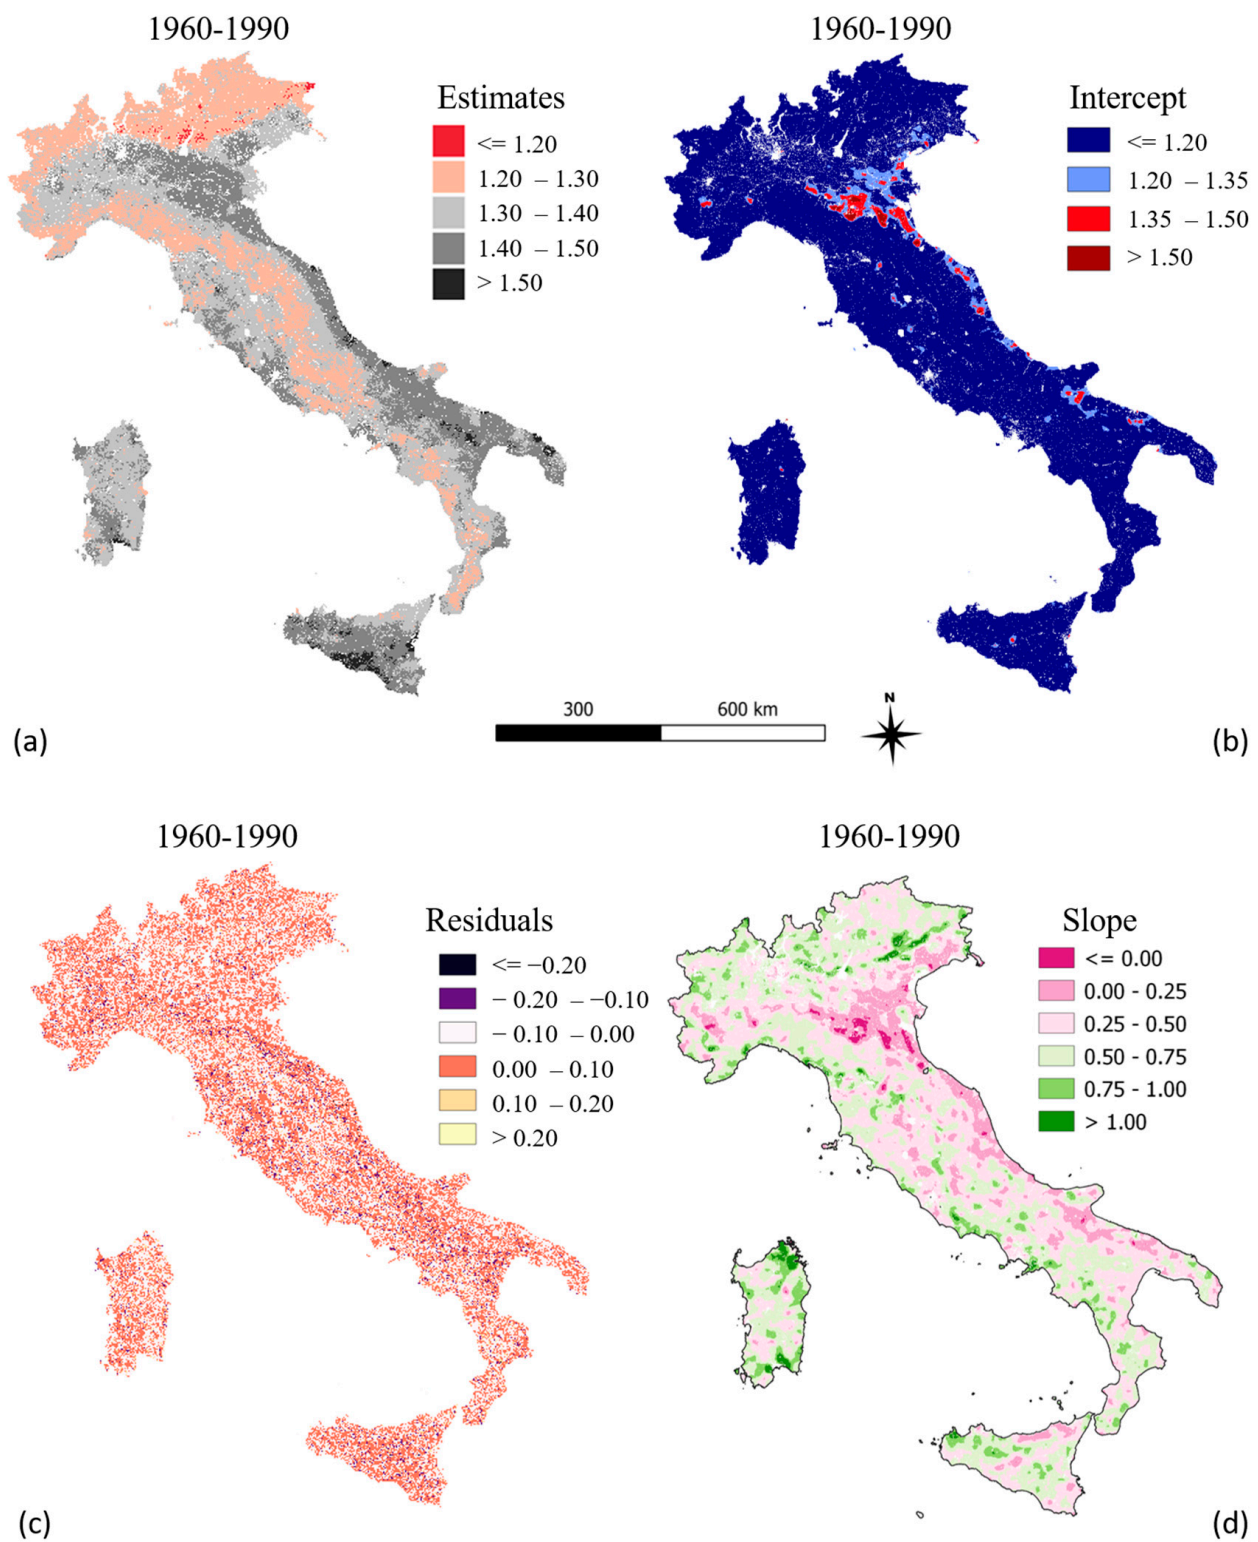 1960-1990
Estimates
<= 1.20
1.20 – 1.30
1.30 – 1.40
1.40 – 1.50
> 1.50
(a)
1960-1990
Intercept
<= 1.20
1.20 – 1.35
1.35 – 1.50
> 1.50
(b)
300 600 km
N
1960-1990
Residuals
<= −0.20
− 0.20 – −0.10
− 0.10 – 0.00
0.00 – 0.10
0.10 – 0.20
> 0.20
(c)
1960-1990
Slope
<= 0.00
0.00 - 0.25
0.25 - 0.50
0.50 - 0.75
0.75 - 1.00
> 1.00
(d)